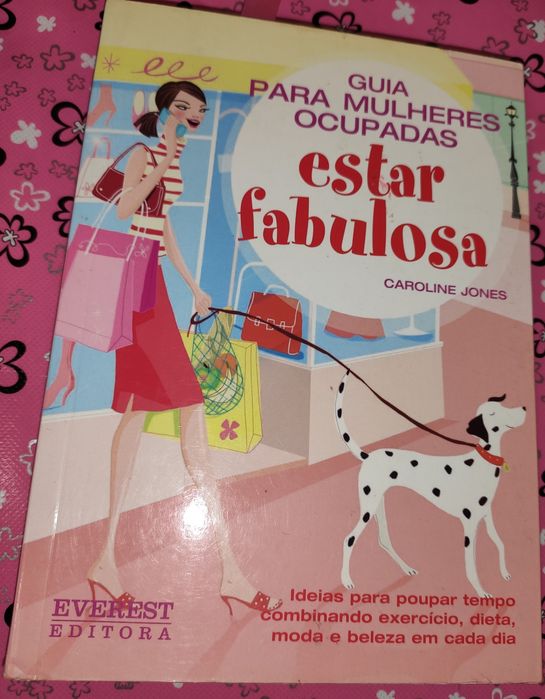 GUIA
PARA MULHERES
OCUPADAS
estar
fabulosa
CAROLINE JONES
Ideias para poupar tempo
combinando exercício, dieta,
moda e beleza em cada dia
EVEREST
EDITORA